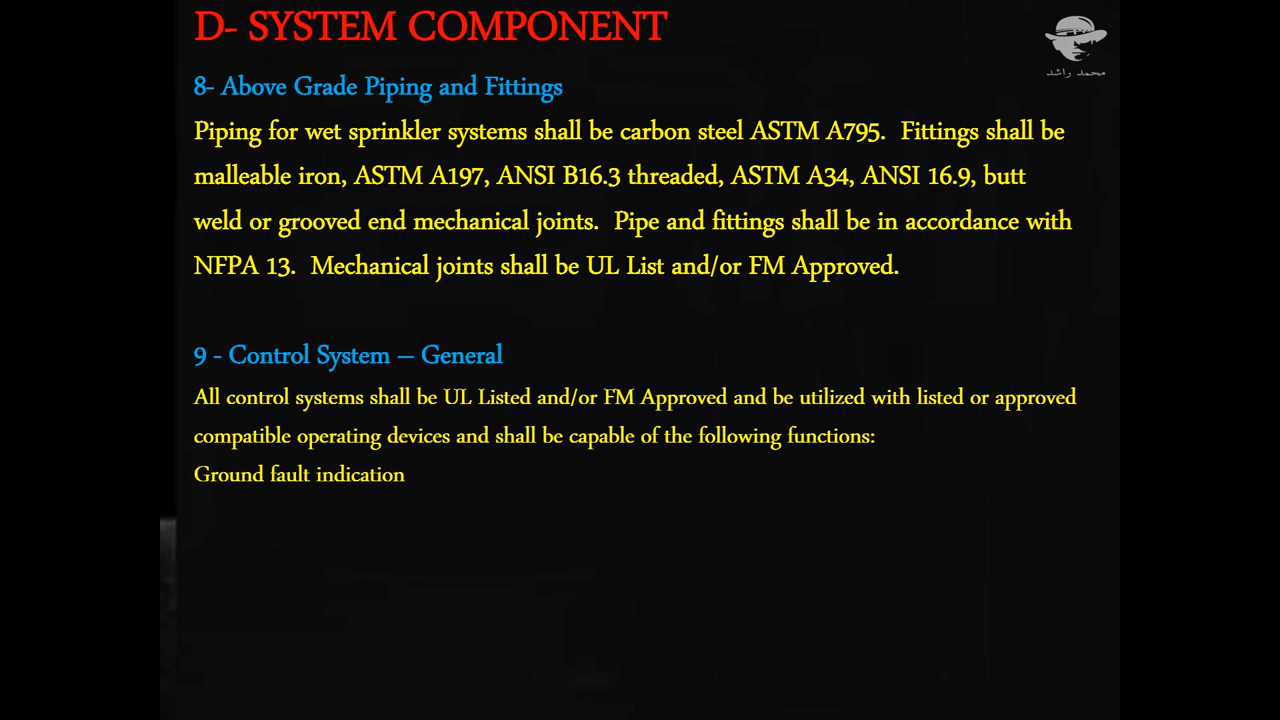 D- SYSTEM COMPONENT
محمد راشد
8- Above Grade Piping and Fittings
Piping for wet sprinkler systems shall be carbon steel ASTM A795. Fittings shall be
malleable iron, ASTM A197, ANSI B16.3 threaded, ASTM A34, ANSI 16.9, butt
weld or grooved end mechanical joints. Pipe and fittings shall be in accordance with
NFPA 13. Mechanical joints shall be UL List and/or FM Approved.
9 - Control System – General
All control systems shall be UL Listed and/or FM Approved and be utilized with listed or approved
compatible operating devices and shall be capable of the following functions:
Ground fault indication